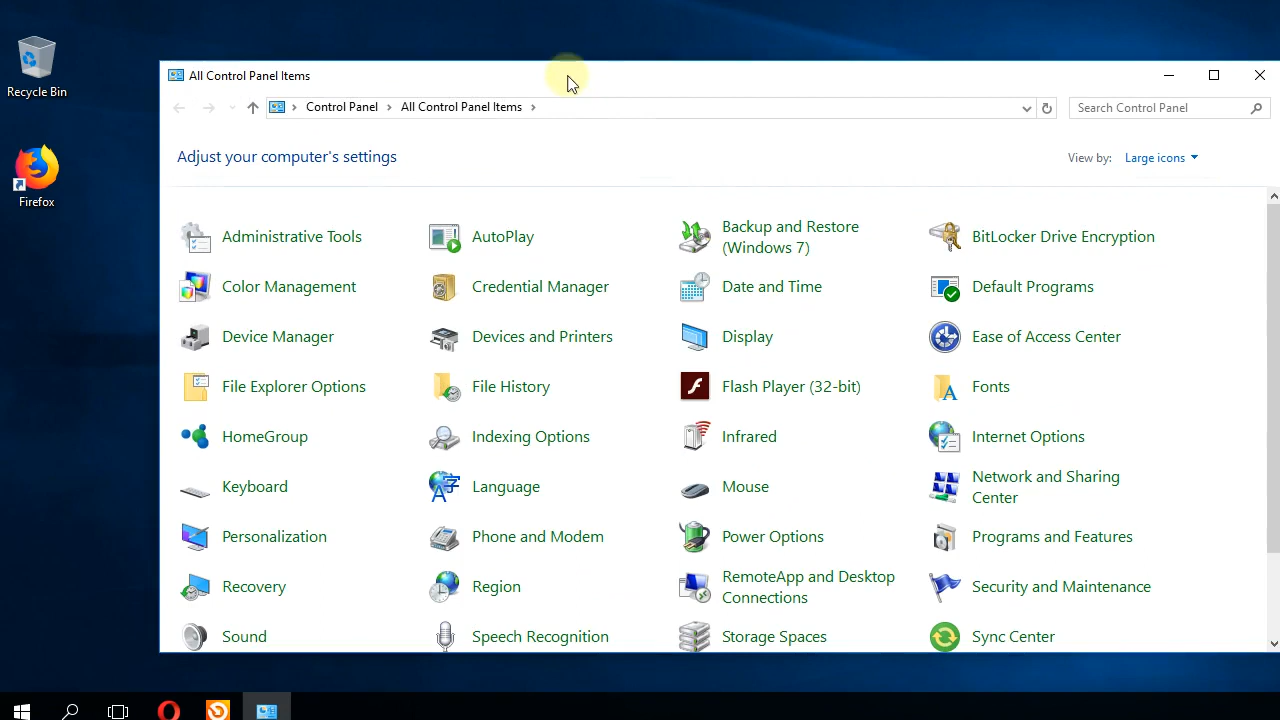 Recycle Bin
Firefox
All Control Panel Items
Control Panel
All Control Panel Items
Search Control Panel
Adjust your computer's settings
View by:
Large icons
Administrative Tools
AutoPlay
Backup and Restore
(Windows 7)
BitLocker Drive Encryption
Color Management
Credential Manager
Date and Time
Default Programs
Device Manager
Devices and Printers
Display
Ease of Access Center
File Explorer Options
File History
Flash Player (32-bit)
Fonts
HomeGroup
Indexing Options
Infrared
Internet Options
Keyboard
Language
Mouse
Network and Sharing
Center
Personalization
Phone and Modem
Power Options
Programs and Features
Recovery
Region
RemoteApp and Desktop
Connections
Security and Maintenance
Sound
Speech Recognition
Storage Spaces
Sync Center